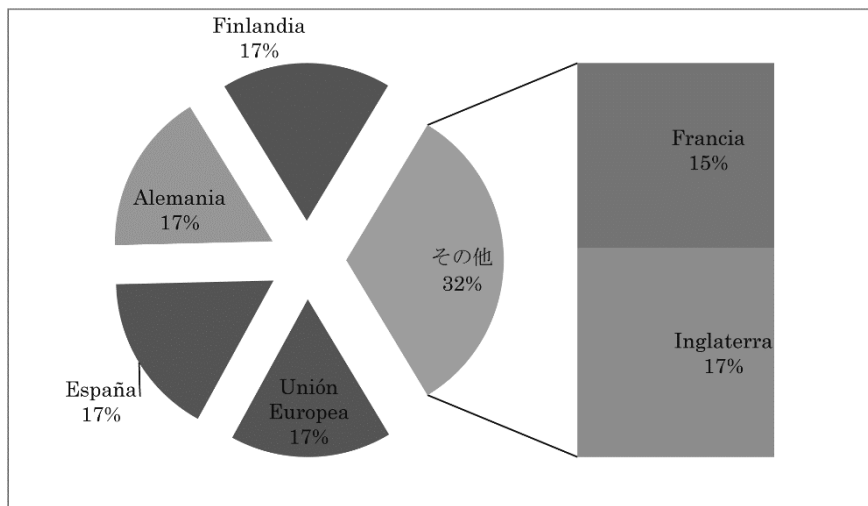 Finlandia
17%
Alemania
17%
España
17%
Unión
Europea
17%
その他
32%
Francia
15%
Inglaterra
17%